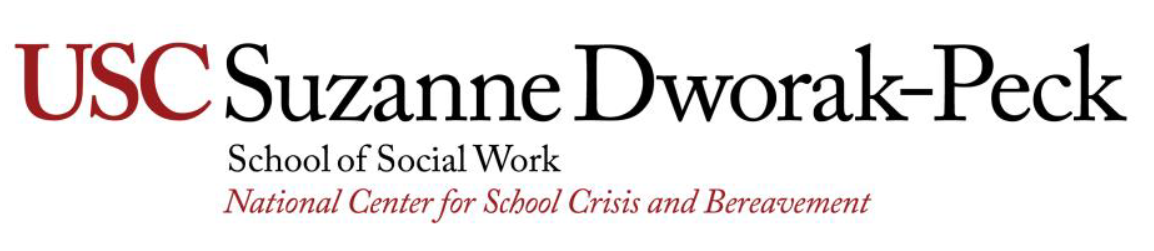 USC Suzanne Dworak-Peck
School of Social Work
National Center for School Crisis and Bereavement